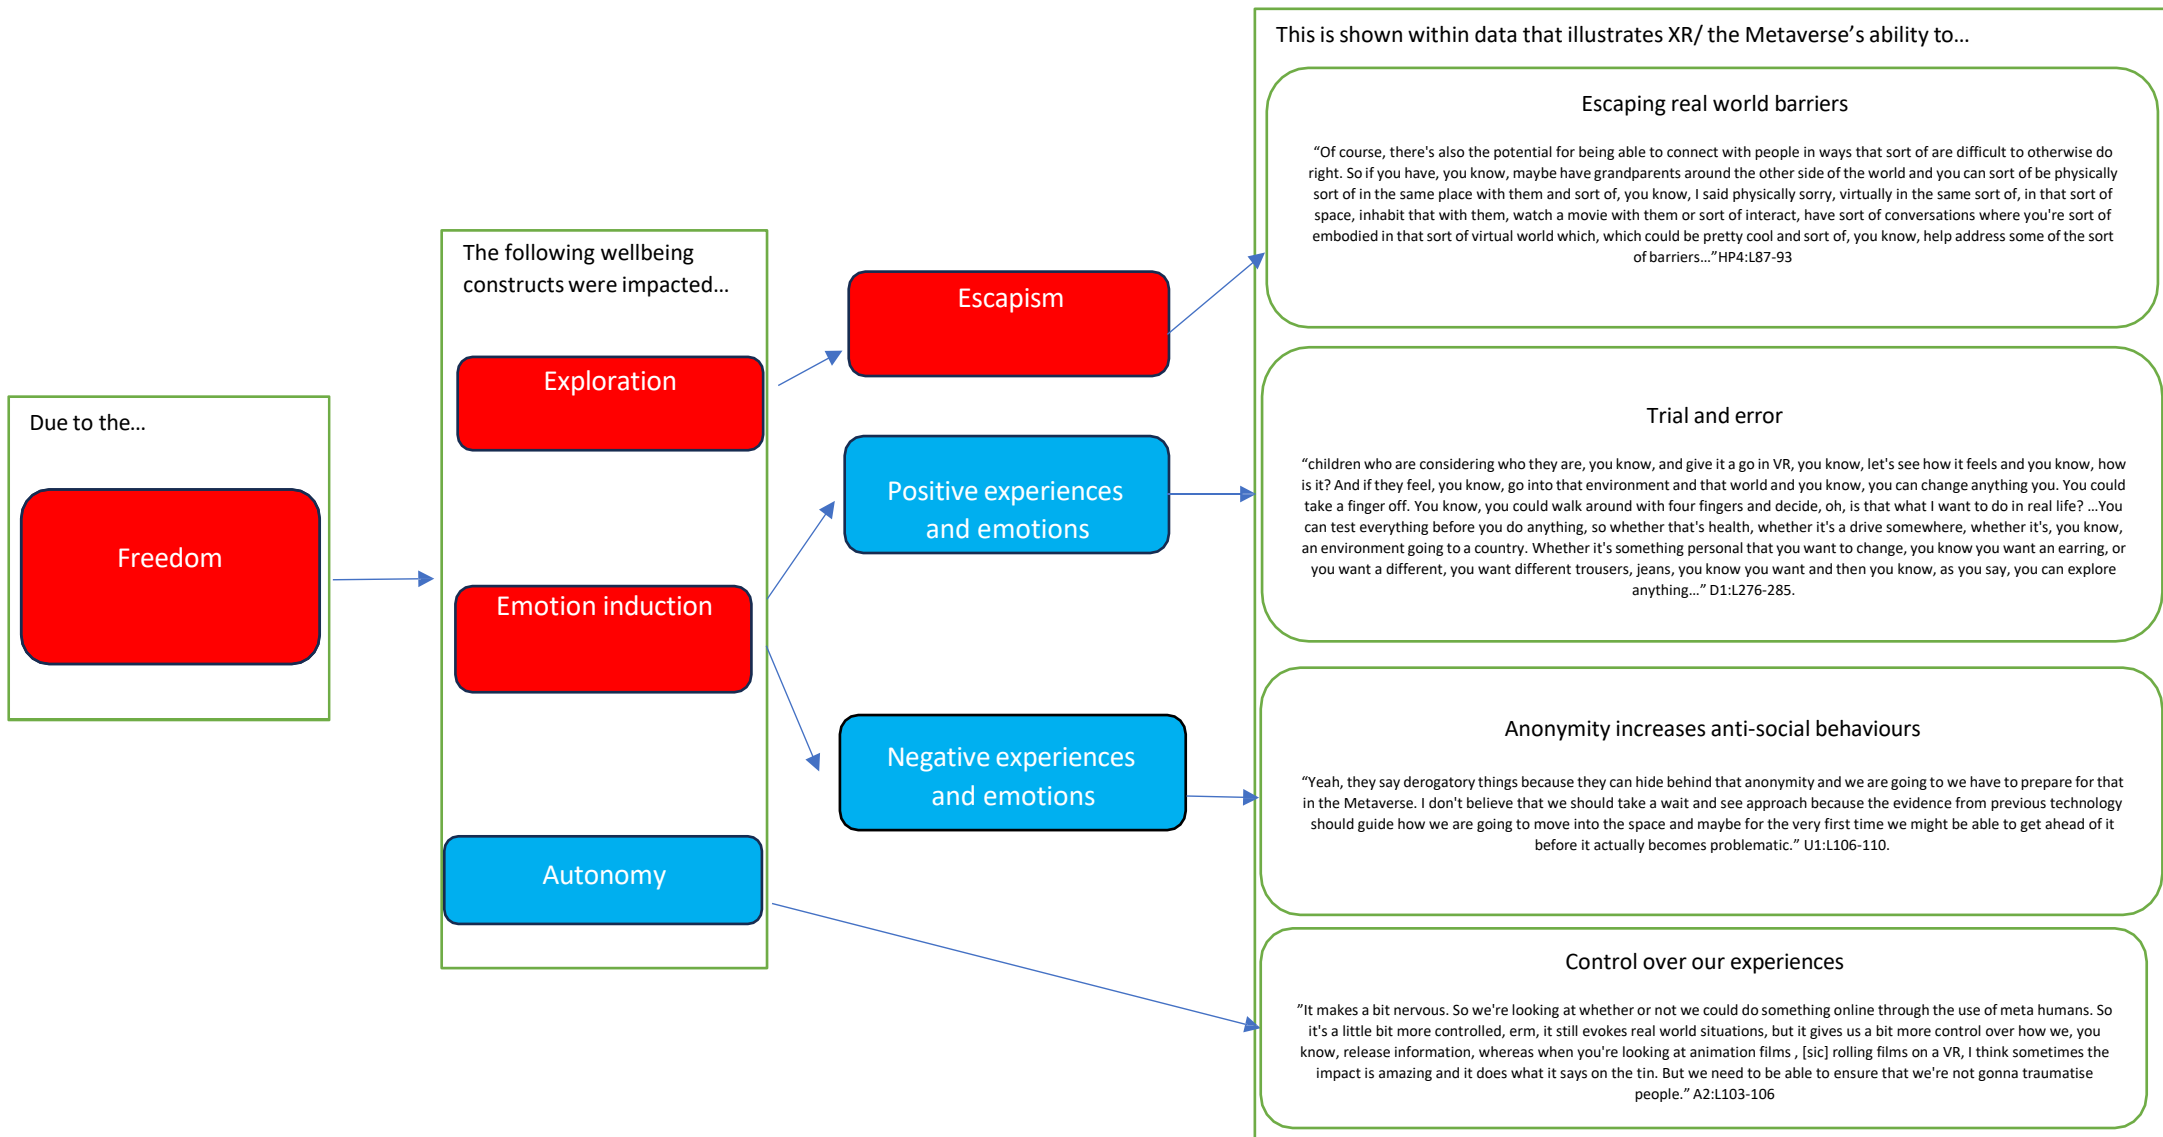 Due to the...
Freedom
The following wellbeing
constructs were impacted...
Exploration
Emotion induction
Autonomy
Escapism
Positive experiences
and emotions
Negative experiences
and emotions
This is shown within data that illustrates XR/ the Metaverse’s ability to...
Escaping real world barriers
“Of course, there's also the potential for being able to connect with people in ways that sort of are difficult to otherwise do
right. So if you have, you know, maybe have grandparents around the other side of the world and you can sort of be physically
sort of in the same place with them and sort of, you know, I said physically sorry, virtually in the same sort of, in that sort of
space, inhabit that with them, watch a movie with them or sort of interact, have sort of conversations where you're sort of
embodied in that sort of virtual world which, which could be pretty cool and sort of, you know, help address some of the sort
of barriers...”HP4:L87-93
Trial and error
“children who are considering who they are, you know, and give it a go in VR, you know, let's see how it feels and you know, how
is it? And if they feel, you know, go into that environment and that world and you know, you can change anything you. You could
take a finger off. You know, you could walk around with four fingers and decide, oh, is that what I want to do in real life? ...You
can test everything before you do anything, so whether that's health, whether it's a drive somewhere, whether it's, you know,
an environment going to a country. Whether it's something personal that you want to change, you know you want an earring, or
you want a different, you want different trousers, jeans, you know you want and then you know, as you say, you can explore
anything...” D1:L276-285.
Anonymity increases anti-social behaviours
“Yeah, they say derogatory things because they can hide behind that anonymity and we are going to we have to prepare for that
in the Metaverse. I don't believe that we should take a wait and see approach because the evidence from previous technology
should guide how we are going to move into the space and maybe for the very first time we might be able to get ahead of it
before it actually becomes problematic.” U1:L106-110.
Control over our experiences
”It makes a bit nervous. So we're looking at whether or not we could do something online through the use of meta humans. So
it's a little bit more controlled, erm, it still evokes real world situations, but it gives us a bit more control over how we, you
know, release information, whereas when you're looking at animation films , [sic] rolling films on a VR, I think sometimes the
impact is amazing and it does what it says on the tin. But we need to be able to ensure that we're not gonna traumatise
people.” A2:L103-106